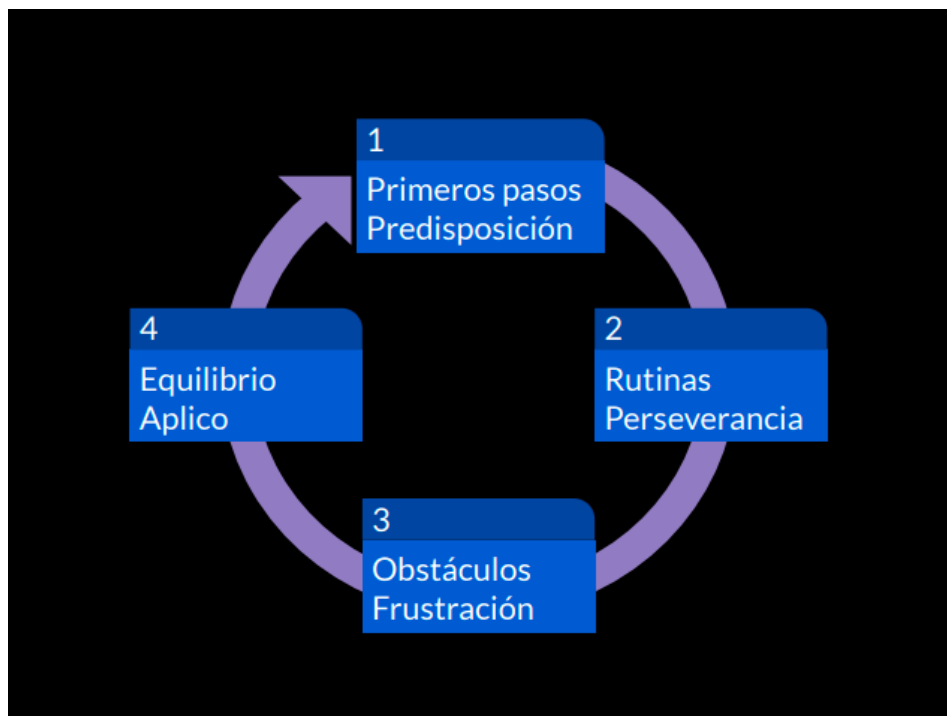 1
Primeros pasos
Predisposición
2
Rutinas
Perseverancia
3
Obstáculos
Frustración
4
Equilibrio
Aplico